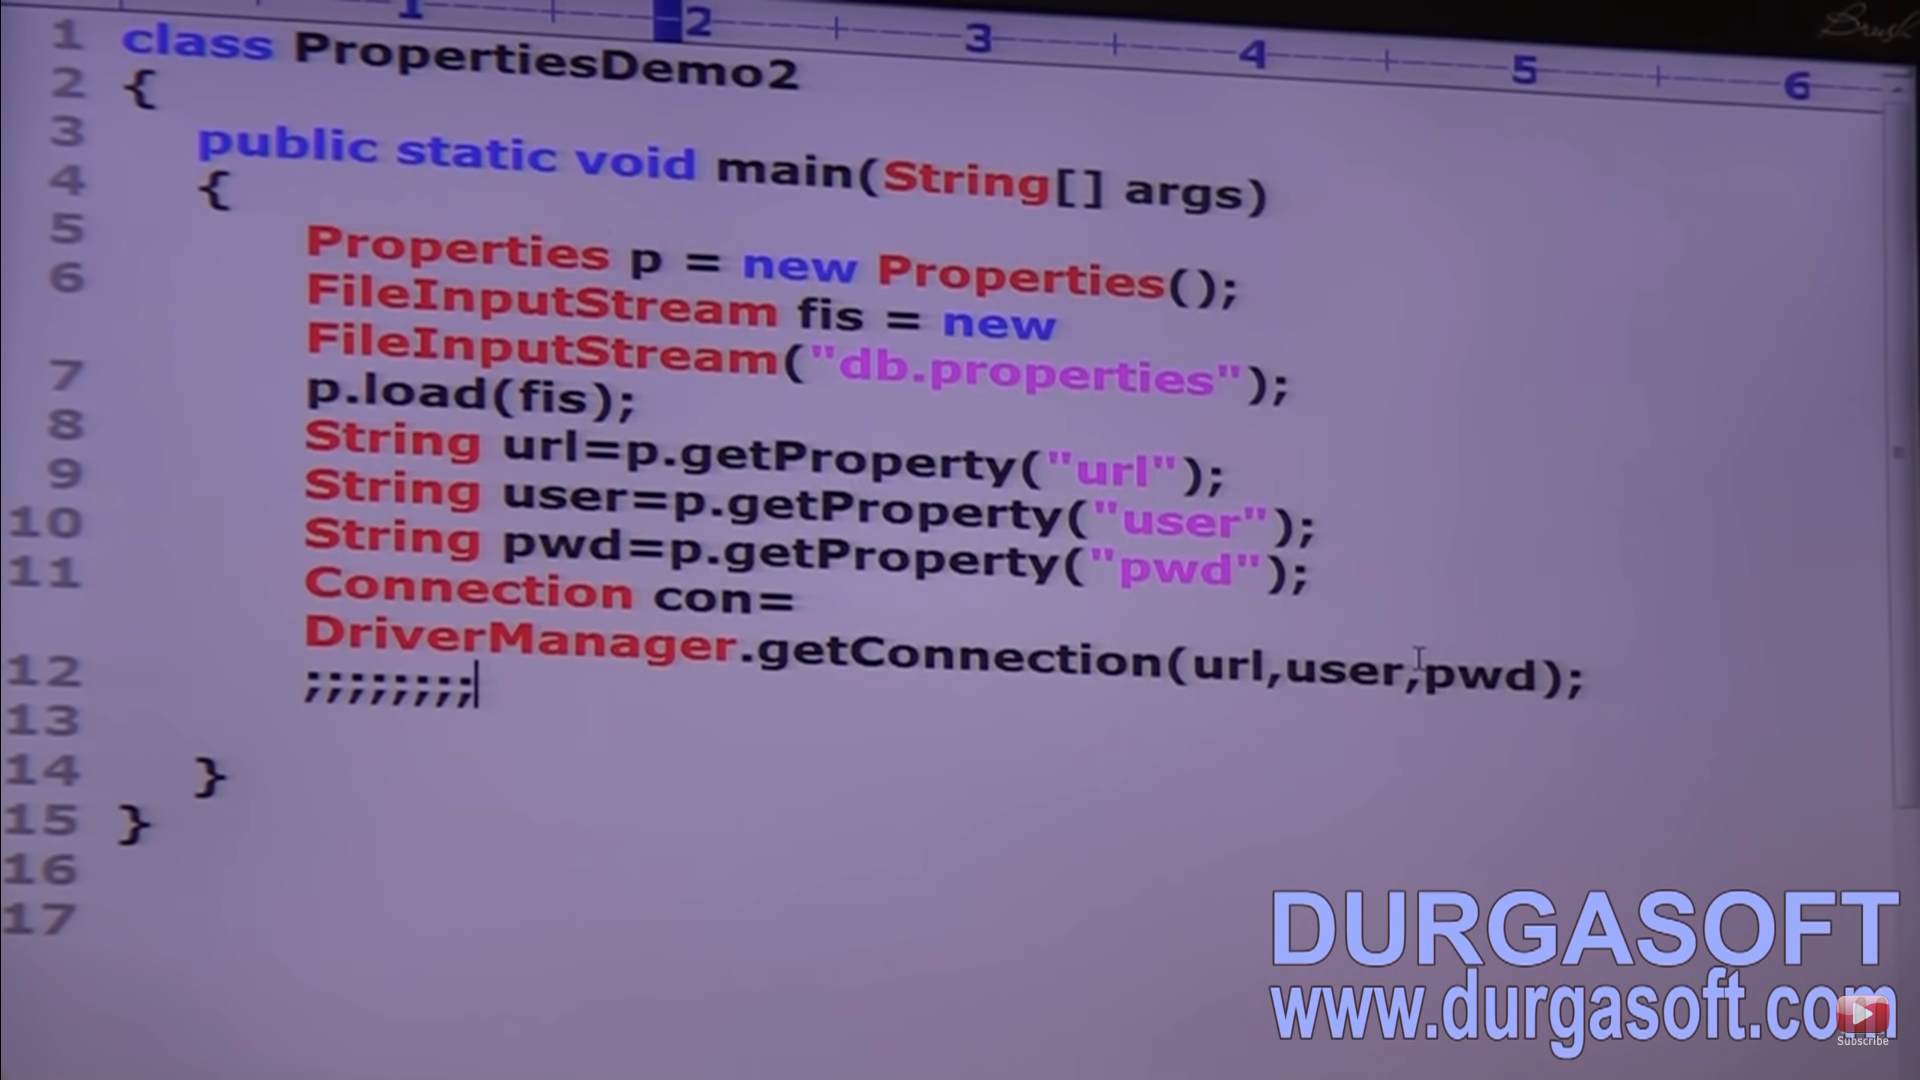 1 2 3 4 5 6
1 class PropertiesDemo2
2 {
3 public static void main(String[] args)
4 {
5 Properties p = new Properties();
6 FileInputStream fis = new
FileInputStream("db.properties");
7 p.load(fis);
8 String url=p.getProperty("url");
9 String user=p.getProperty("user");
10 String pwd=p.getProperty("pwd");
11 Connection con=
DriverManager.getConnection(url,user,pwd);
12 ;;;;;;;;
13
14 }
15 }
16
17
Brush
DURGASOFT
www.durgasoft.com
Subscribe